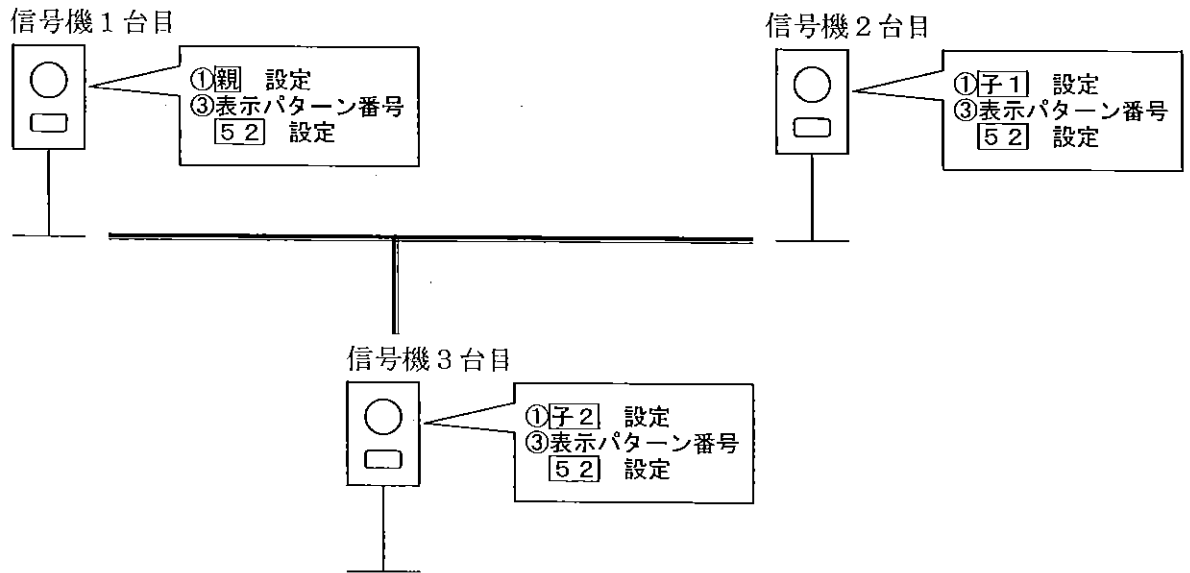 信号機1台目
①親 設定
③表示パターン番号
52 設定
信号機2台目
①子1 設定
③表示パターン番号
52 設定
信号機3台目
①子2 設定
③表示パターン番号
52 設定